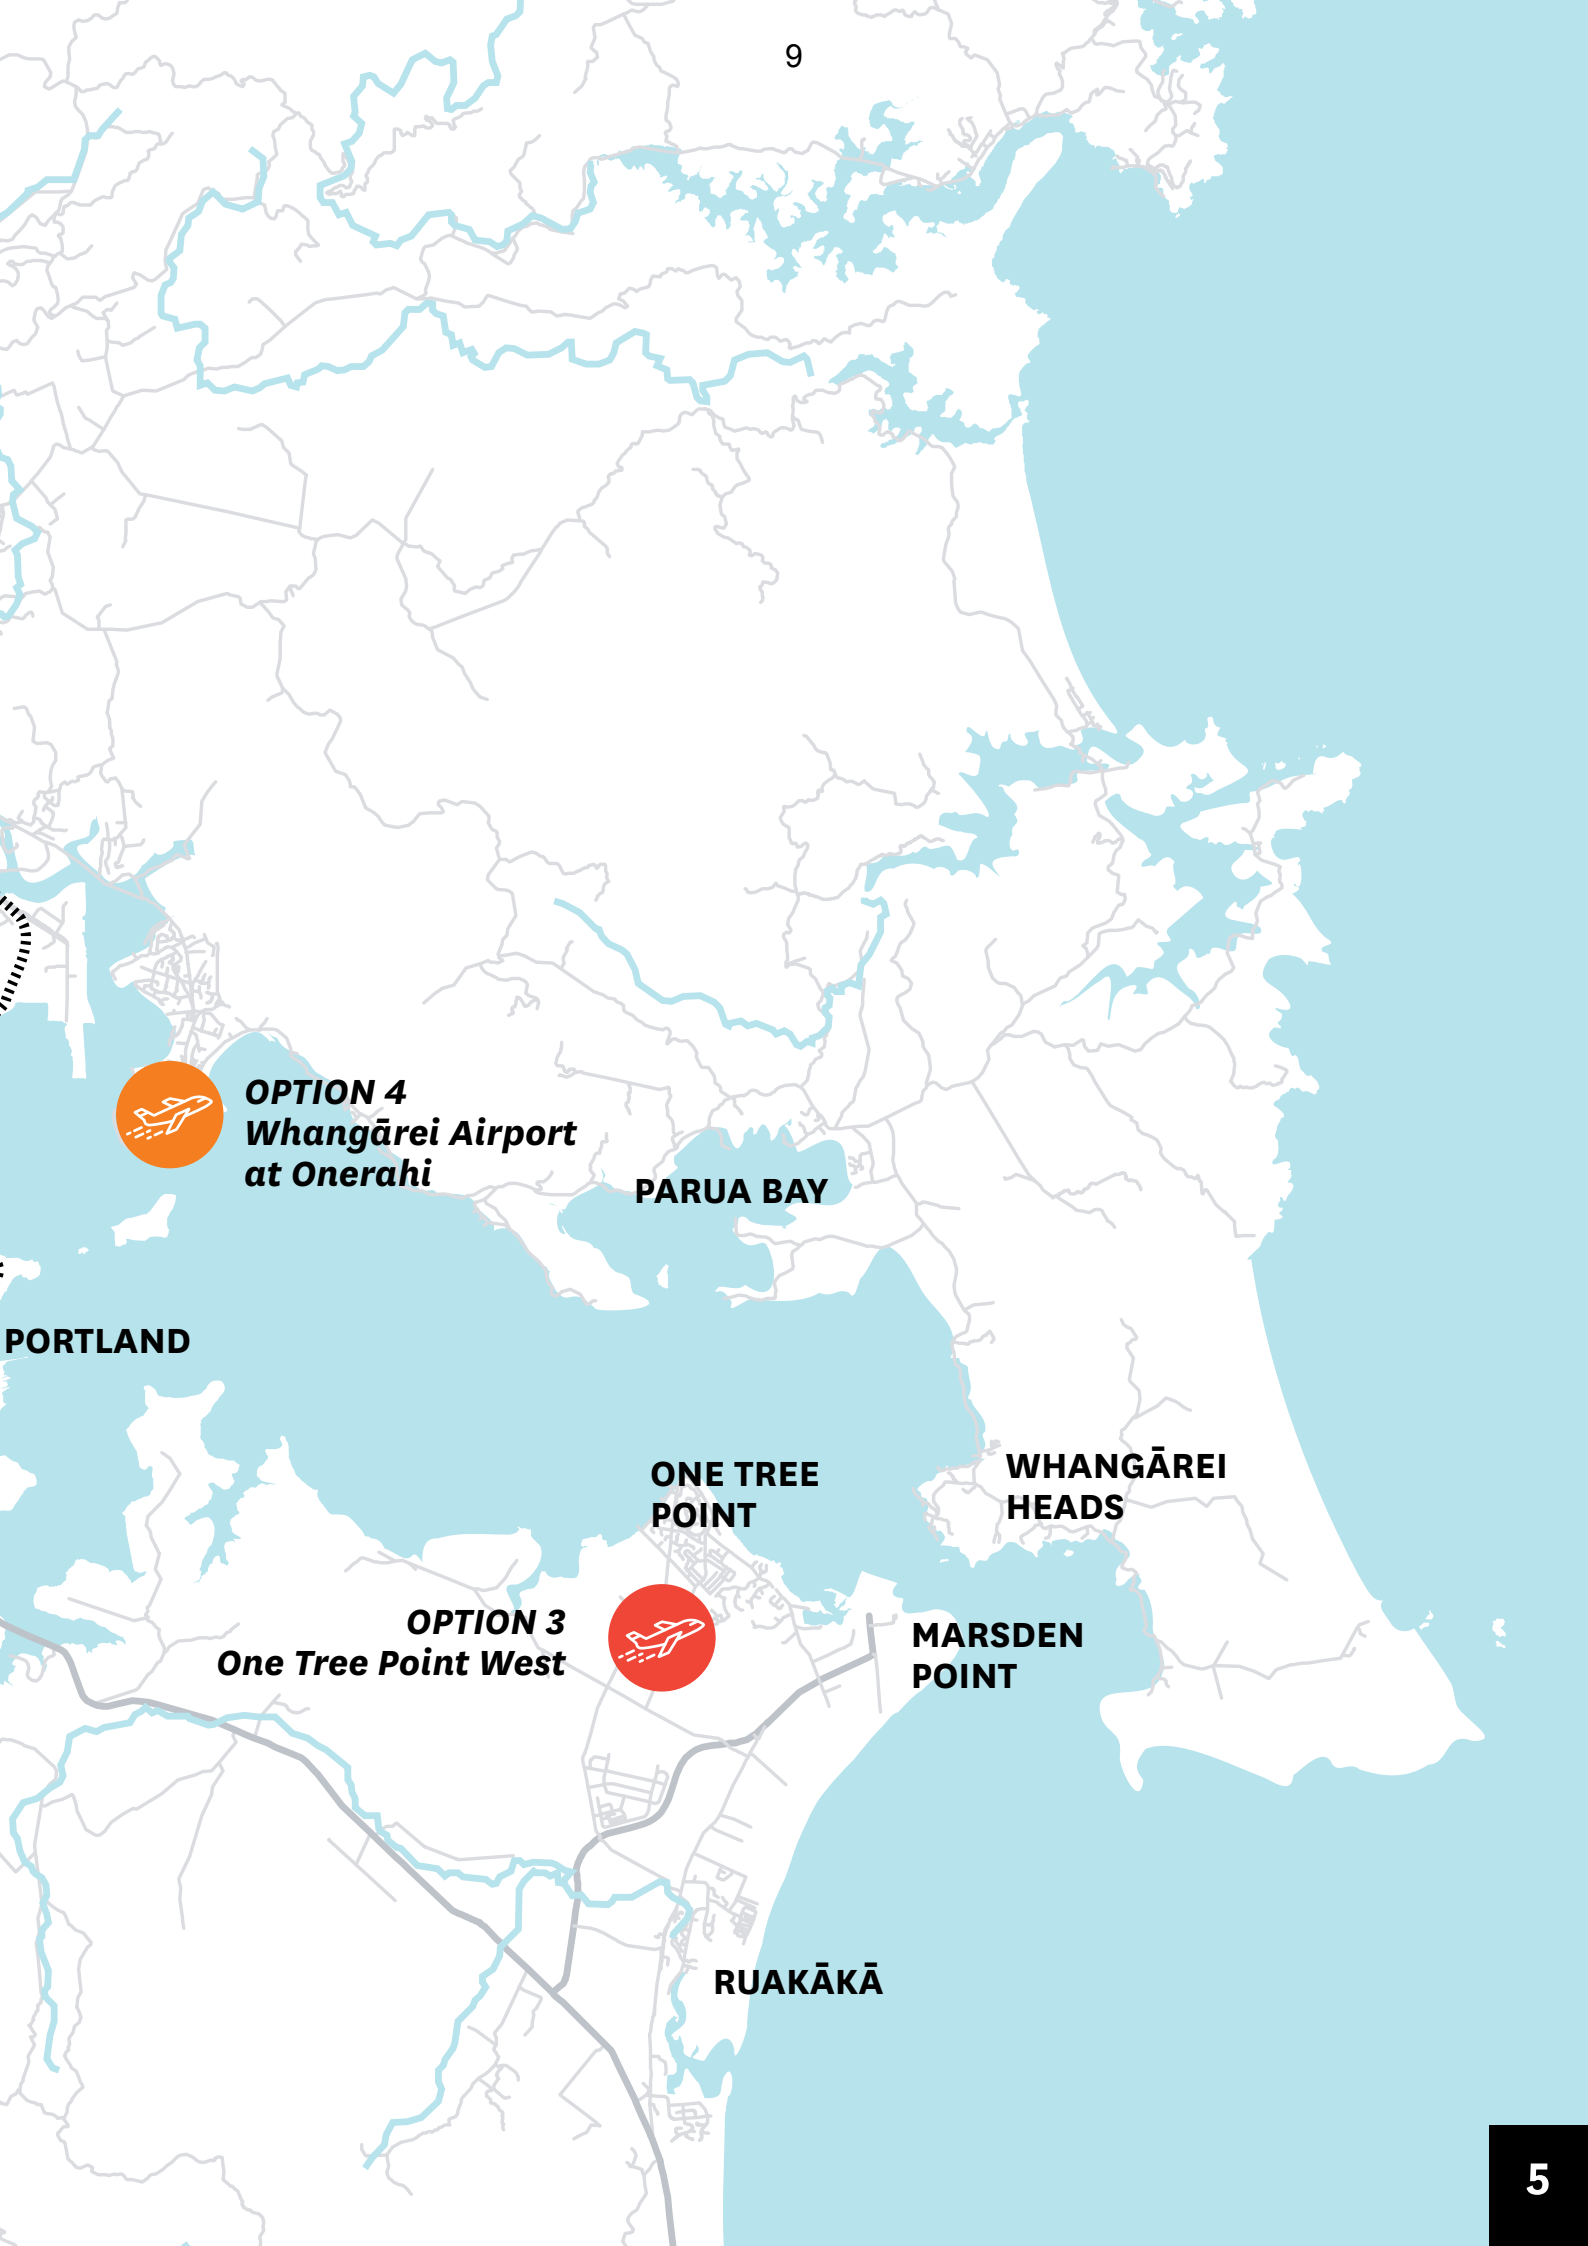 9
OPTION 4
Whangārei Airport
at Onerahi
PARUA BAY
PORTLAND
ONE TREE
POINT
WHANGĀREI
HEADS
OPTION 3
One Tree Point West
MARSDEN
POINT
RUAKĀKĀ
5